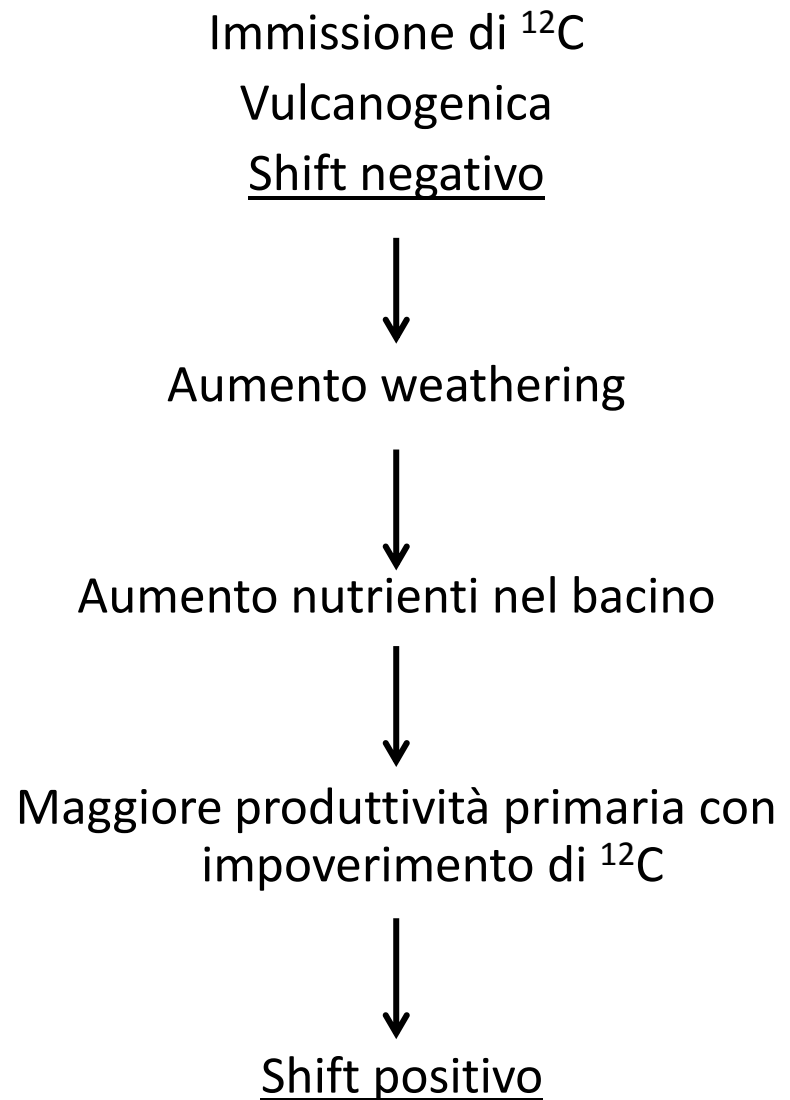 Immissione di ¹²C
Vulcanogenica
Shift negativo
Aumento weathering
Aumento nutrienti nel bacino
Maggiore produttività primaria con
impoverimento di ¹²C
Shift positivo